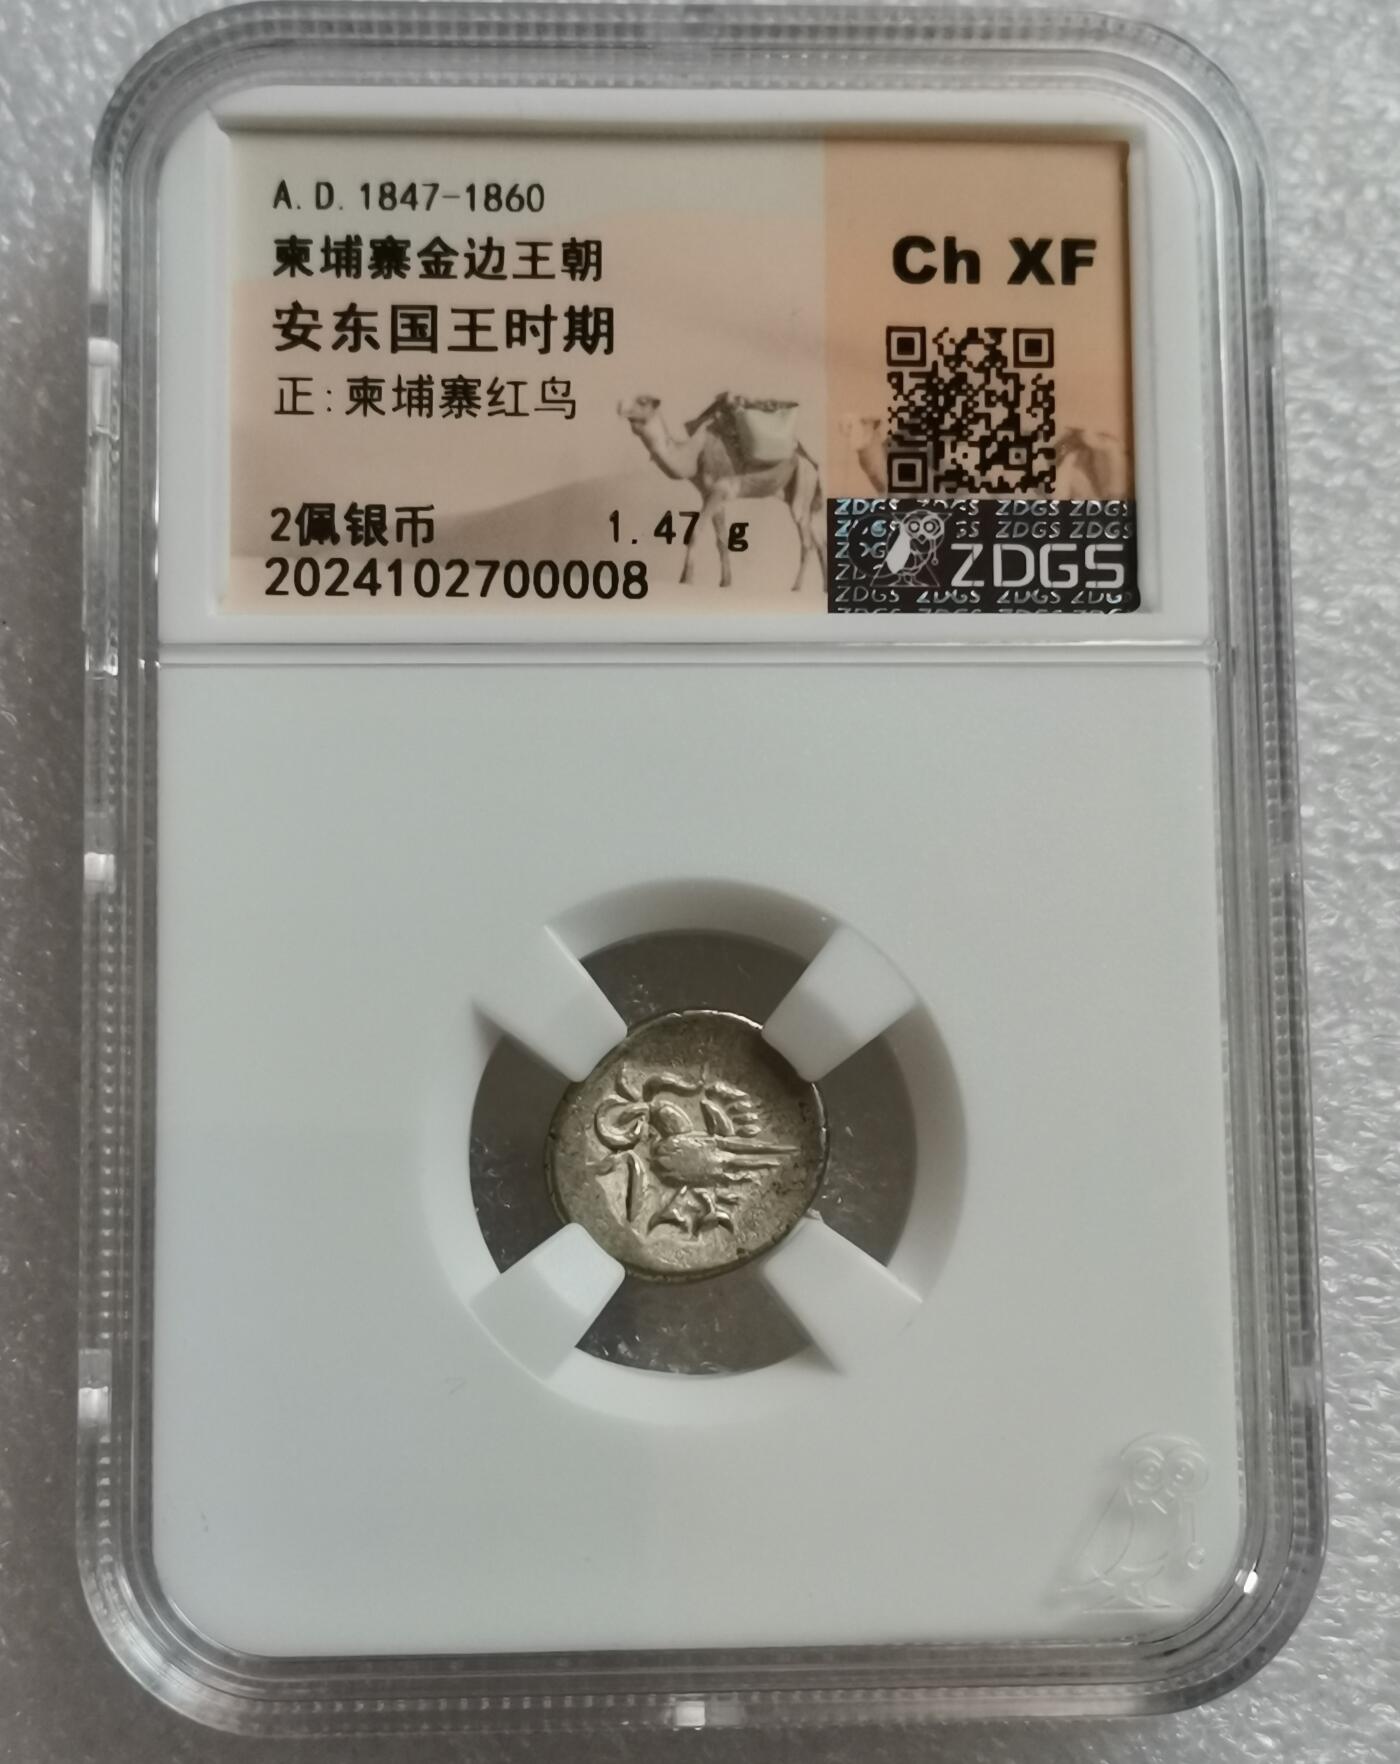 A.D.1847-1860
柬埔寨金边王朝
安东国王时期
正:柬埔寨红鸟
2佩银币 1.47 g
2024102700008
Ch XF
ZDGS